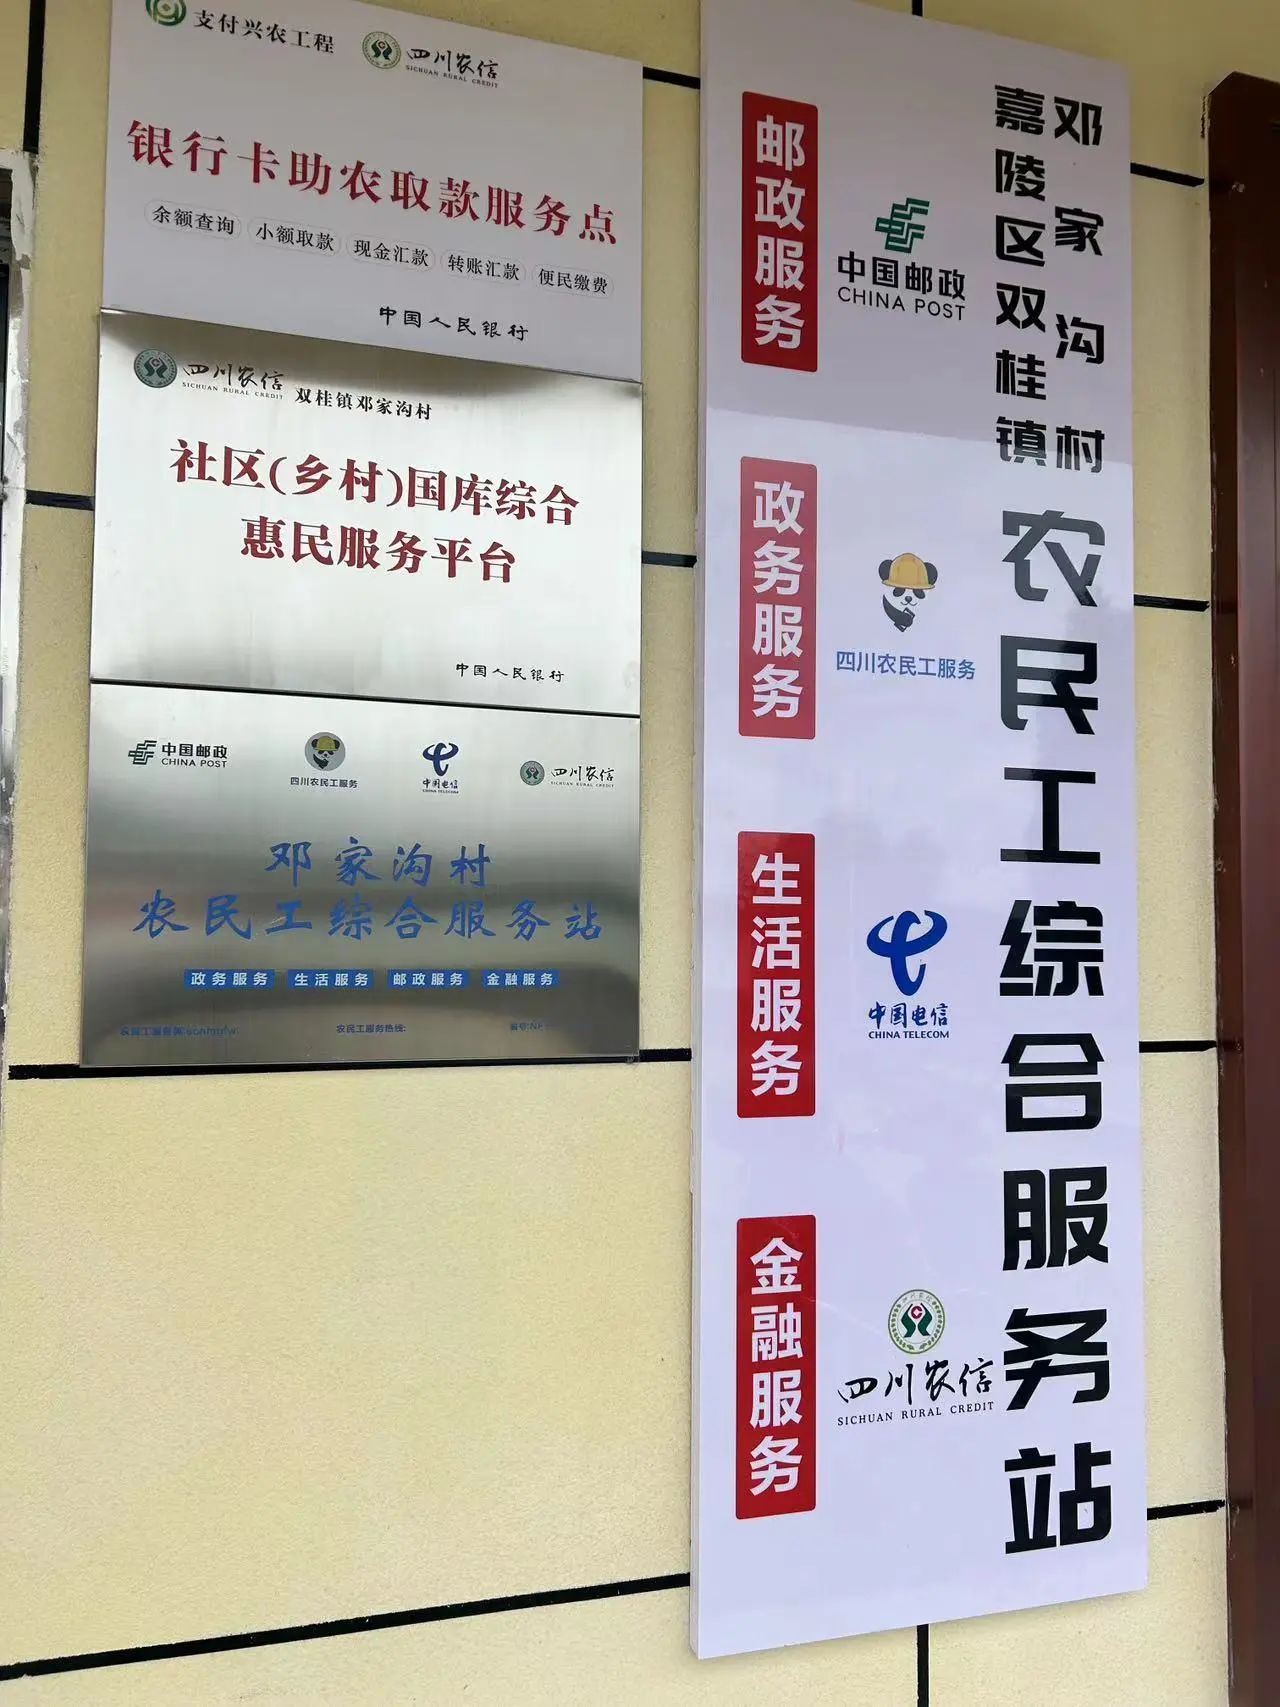 支付兴农工程
四川农信
SICHUAN RURAL CREDIT
银行卡助农取款服务点
余额查询 小额取款 现金汇款 转账汇款 便民缴费
中国人民银行
四川农信
SICHUAN RURAL CREDIT
双桂镇邓家沟村
社区(乡村)国库综合
惠民服务平台
中国人民银行
中国邮政
CHINA POST
四川农民工服务
中国电信
CHINA TELECOM
四川农信
SICHUAN RURAL CREDIT
邓家沟村
农民工综合服务站
政务服务 生活服务 邮政服务 金融服务
农民工服务热线:
邮政服务
中国邮政
CHINA POST
政务服务
四川农民工服务
生活服务
中国电信
CHINA TELECOM
金融服务
四川农信
SICHUAN RURAL CREDIT
嘉陵区双桂镇
邓家沟村
农民工综合服务站